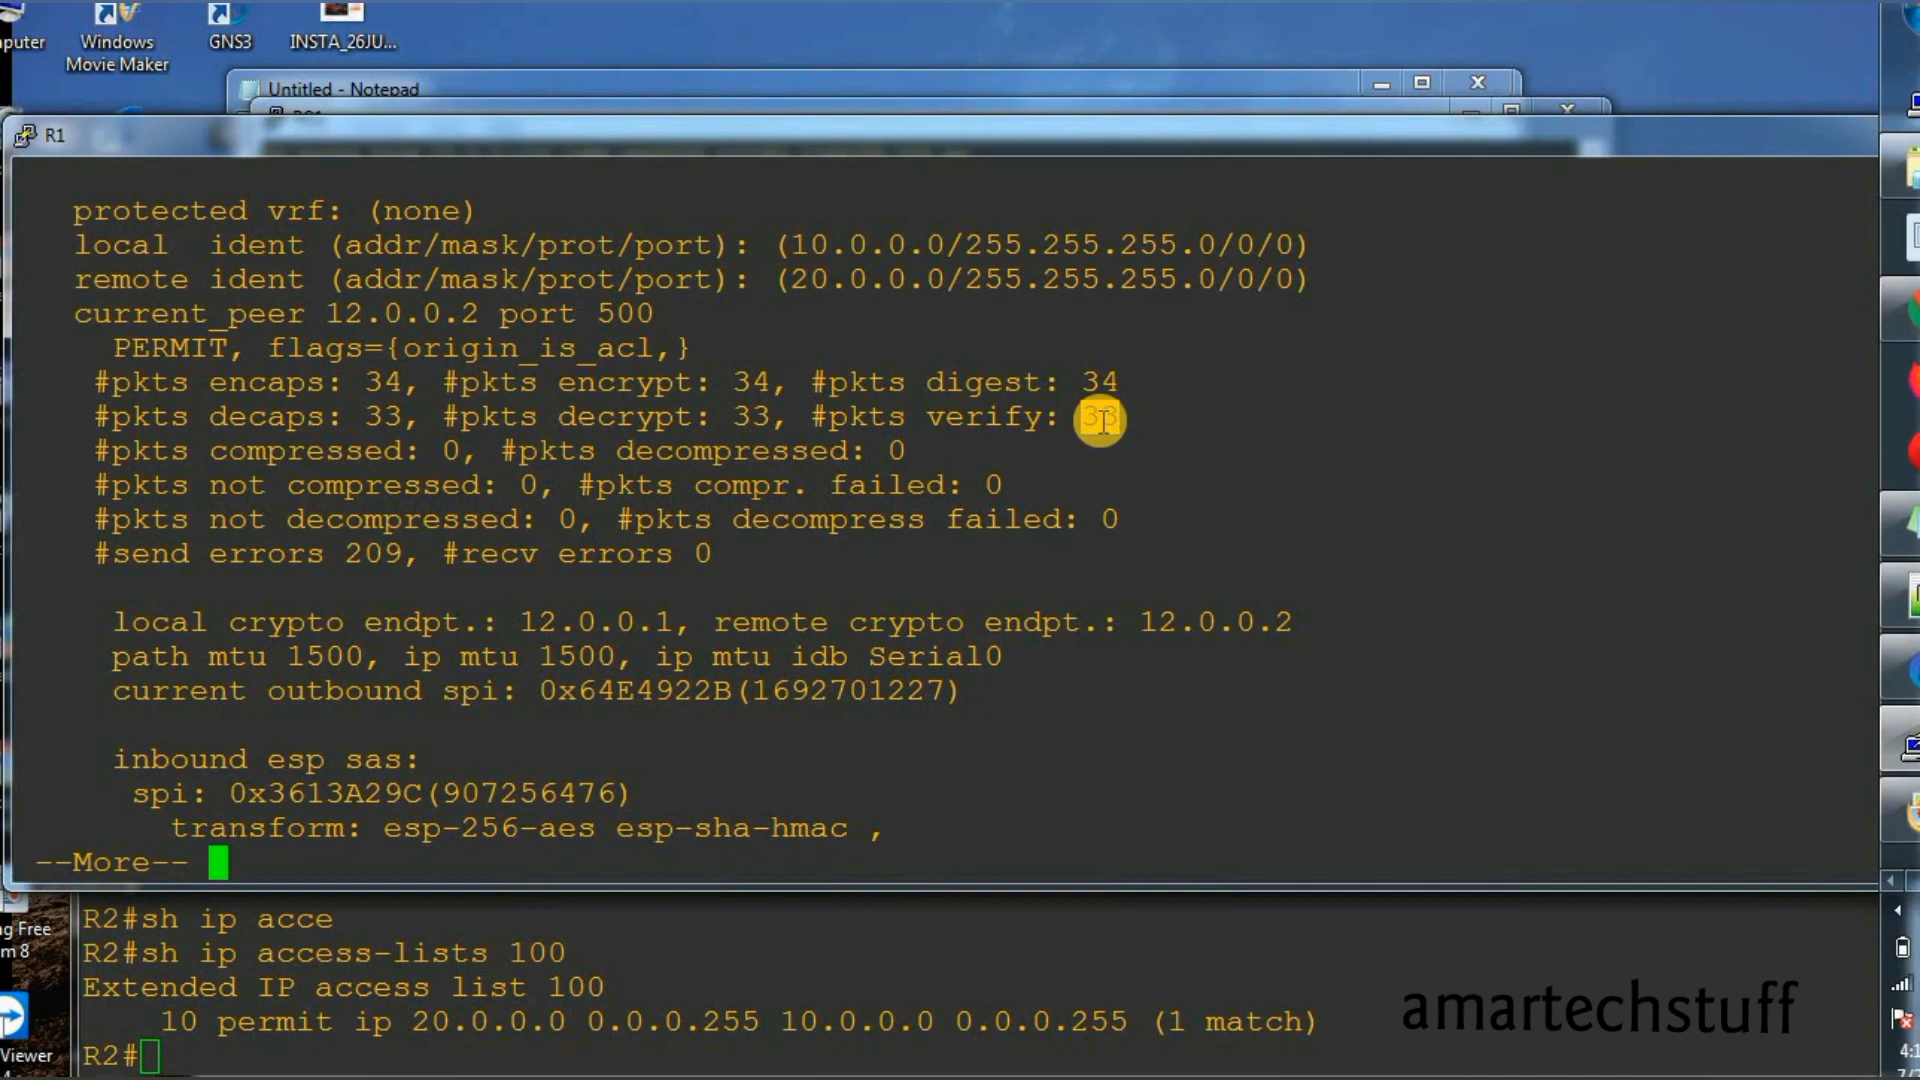 puter
Windows
Movie Maker
GNS3
INSTA_26JU...
Untitled - Notepad
R1
protected vrf: (none)
local  ident (addr/mask/prot/port): (10.0.0.0/255.255.255.0/0/0)
remote ident (addr/mask/prot/port): (20.0.0.0/255.255.255.0/0/0)
current_peer 12.0.0.2 port 500
PERMIT, flags={origin_is_acl,}
#pkts encaps: 34, #pkts encrypt: 34, #pkts digest: 34
#pkts decaps: 33, #pkts decrypt: 33, #pkts verify: 33
#pkts compressed: 0, #pkts decompressed: 0
#pkts not compressed: 0, #pkts compr. failed: 0
#pkts not decompressed: 0, #pkts decompress failed: 0
#send errors 209, #recv errors 0
local crypto endpt.: 12.0.0.1, remote crypto endpt.: 12.0.0.2
path mtu 1500, ip mtu 1500, ip mtu idb Serial0
current outbound spi: 0x64E4922B(1692701227)
inbound esp sas:
spi: 0x3613A29C(907256476)
transform: esp-256-aes esp-sha-hmac ,
--More--
R2#sh ip acce
R2#sh ip access-lists 100
Extended IP access list 100
10 permit ip 20.0.0.0 0.0.0.255 10.0.0.0 0.0.0.255 (1 match)
R2#
g Free
m 8
Viewer
amartechstuff
4:1